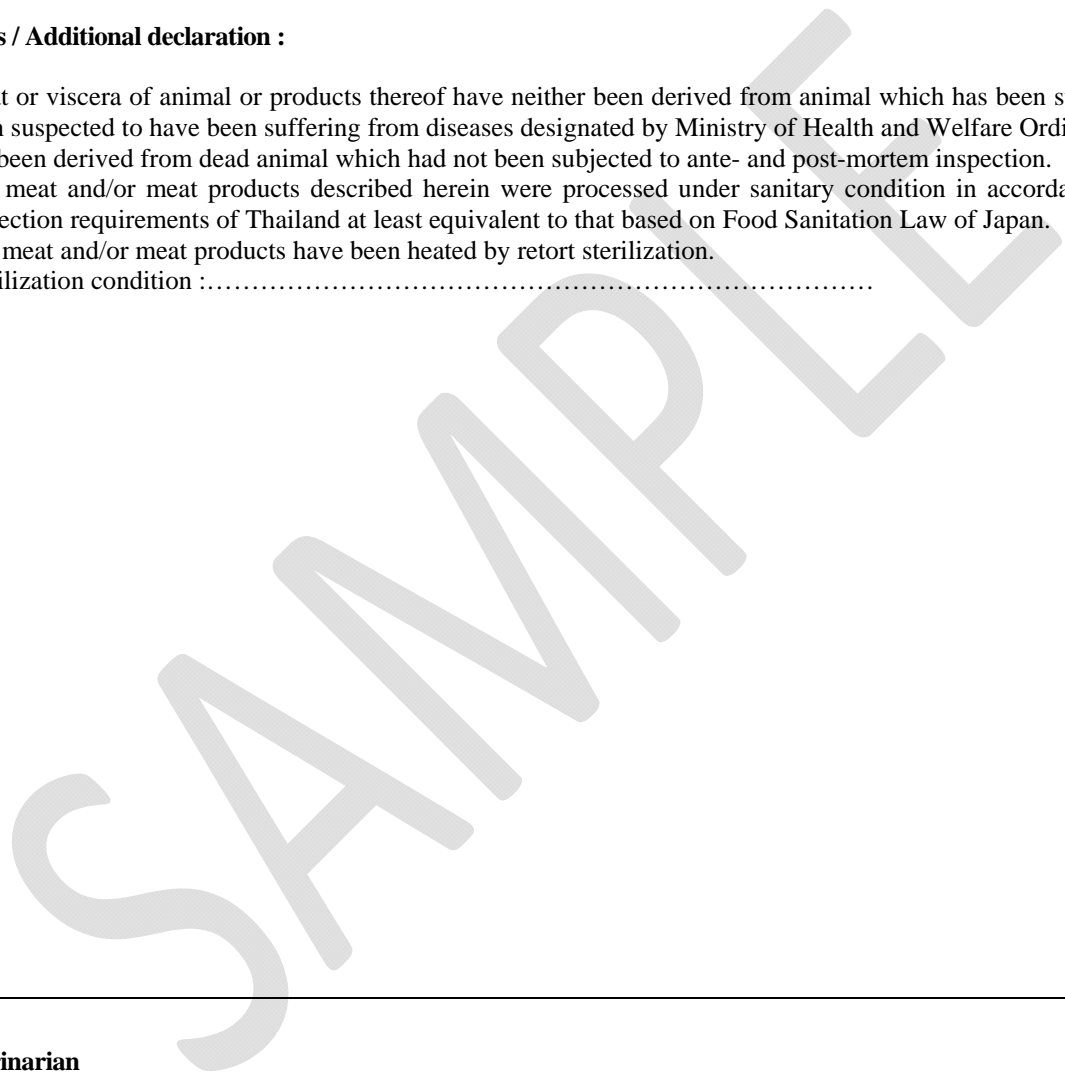 s / Additional declaration :
t or viscera of animal or products thereof have neither been derived from animal which has been s
n suspected to have been suffering from diseases designated by Ministry of Health and Welfare Ordi
been derived from dead animal which had not been subjected to ante- and post-mortem inspection.
meat and/or meat products described herein were processed under sanitary condition in accorda
ection requirements of Thailand at least equivalent to that based on Food Sanitation Law of Japan.
meat and/or meat products have been heated by retort sterilization.
ilization condition :……………………………………………………………………
SAMPLE
rinarian